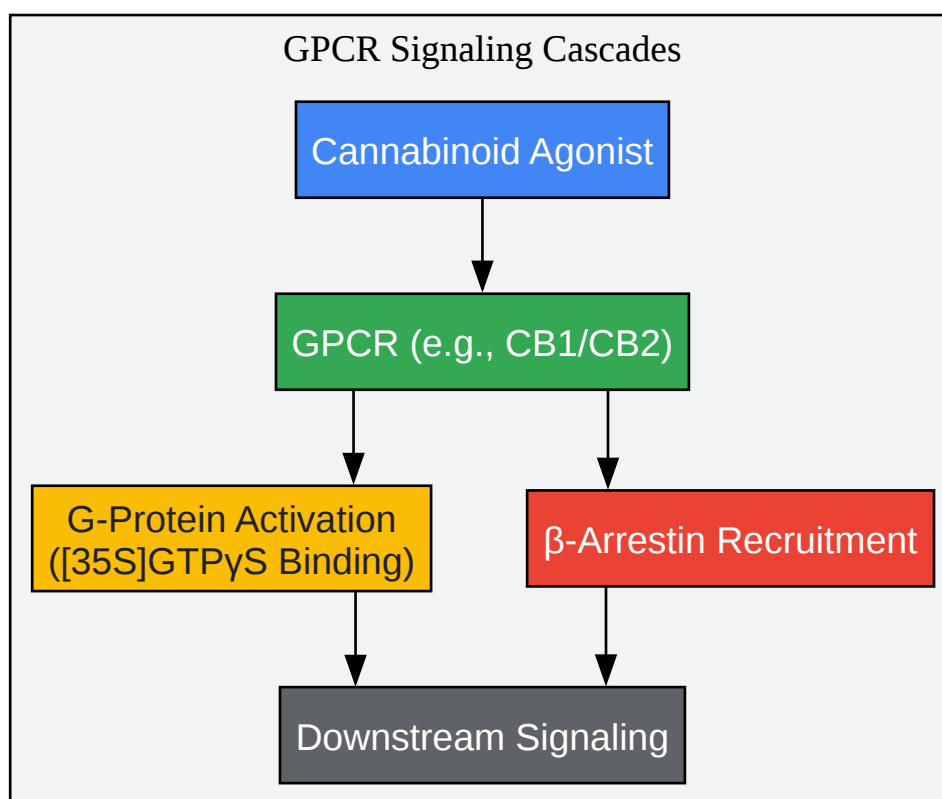 GPCR Signaling Cascades
Cannabinoid Agonist
GPCR (e.g., CB1/CB2)
G-Protein Activation
([35S]GTPγS Binding)
β-Arrestin Recruitment
Downstream Signaling